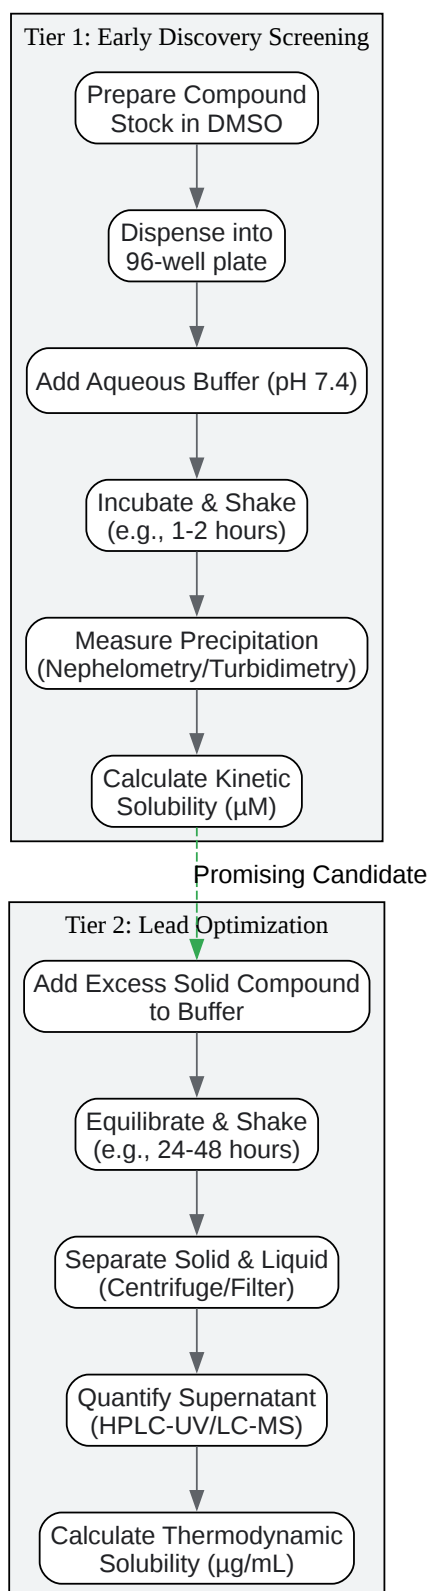 Tier 1: Early Discovery Screening
Prepare Compound
Stock in DMSO
Dispense into
96-well plate
Add Aqueous Buffer (pH 7.4)
Incubate & Shake
(e.g., 1-2 hours)
Measure Precipitation
(Nephelometry/Turbidimetry)
Calculate Kinetic
Solubility (µM)
Promising Candidate
Tier 2: Lead Optimization
Add Excess Solid Compound
to Buffer
Equilibrate & Shake
(e.g., 24-48 hours)
Separate Solid & Liquid
(Centrifuge/Filter)
Quantify Supernatant
(HPLC-UV/LC-MS)
Calculate Thermodynamic
Solubility (µg/mL)